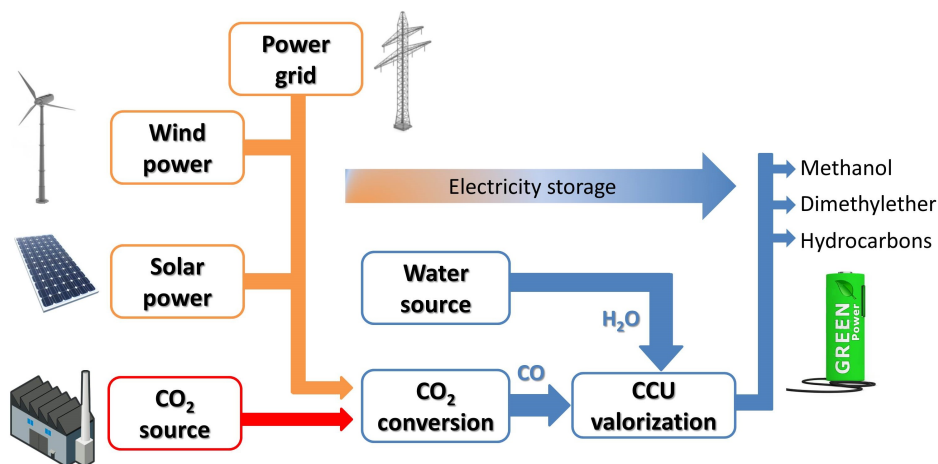 Power
grid
Wind
power
Electricity storage
Methanol
Dimethylether
Hydrocarbons
Solar
power
Water
source
H₂O
GREEN
Power
CO
CO₂
source
CO₂
conversion
CCU
valorization